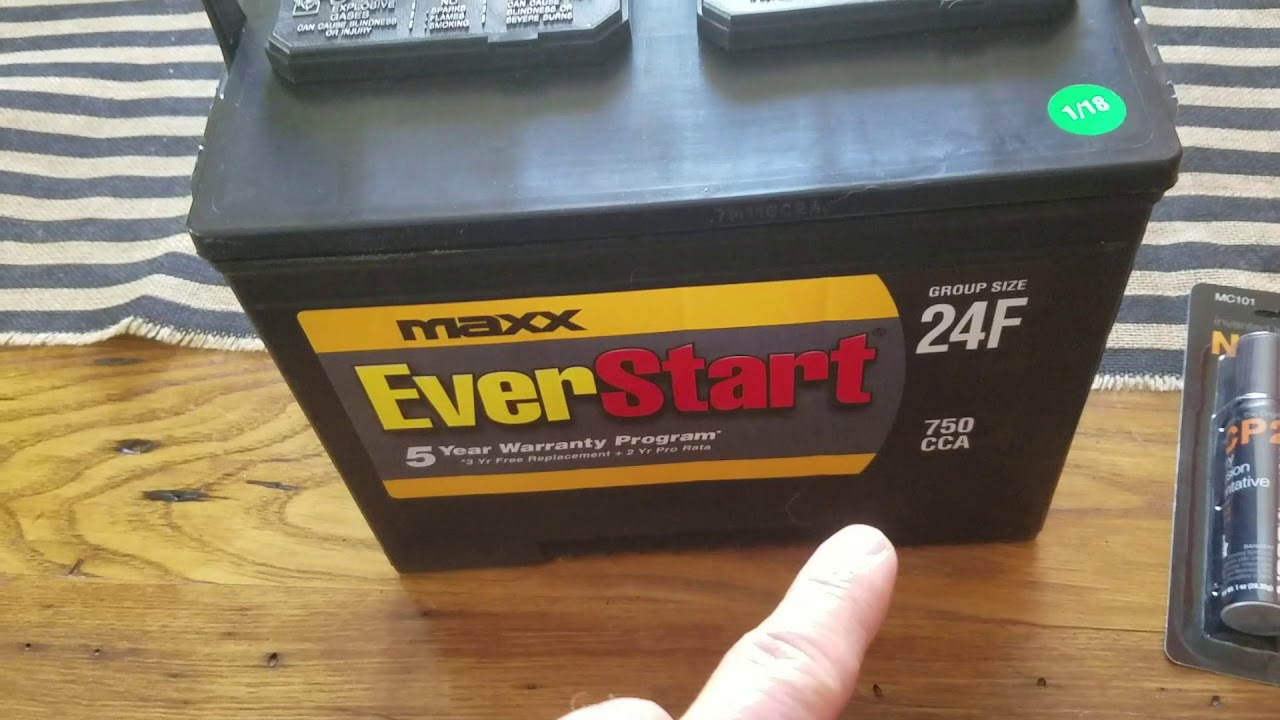 EXPLOSIVE
GASES
CAN CAUSE BLINDNESS
OR INJURY
NO
SPARKS
FLAMES
SMOKING
CAN CAUSE
BLINDNESS OR
SEVERE BURNS
1/18
maxx
EverStart®
5 Year Warranty Program*
*3 Yr Free Replacement + 2 Yr Pro Rata
GROUP SIZE
24F
750
CCA
MC101